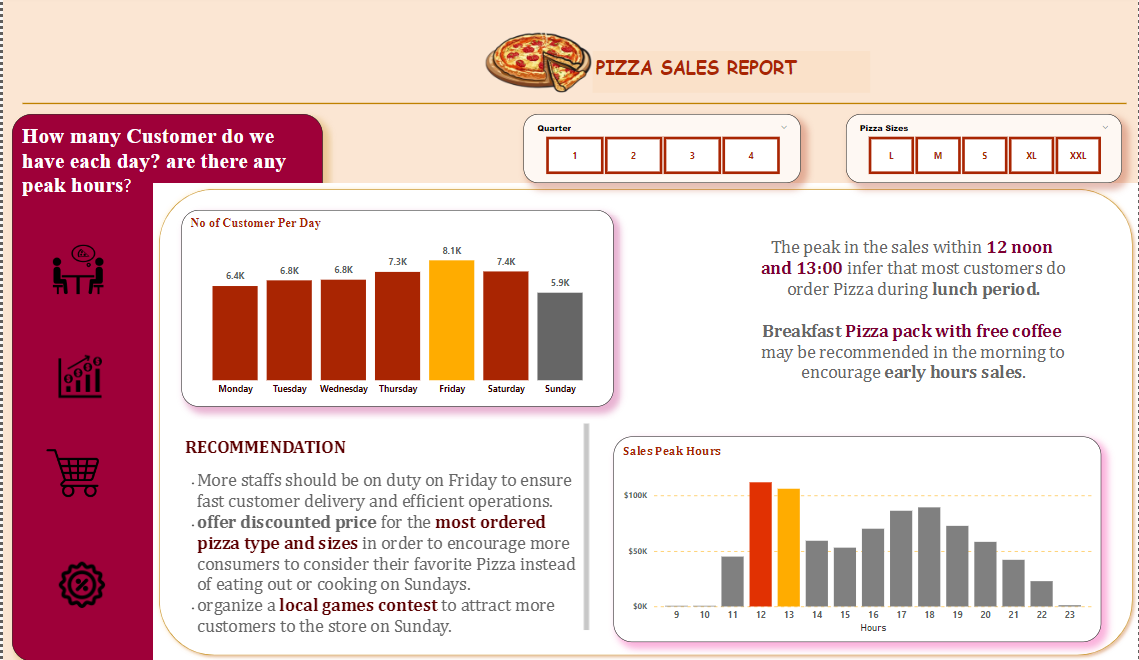 PIZZA SALES REPORT
How many Customer do we
have each day? are there any
peak hours?
Quarter
1 2 3 4
Pizza Sizes
L M S XL XXL
No of Customer Per Day
6.4K 6.8K 6.8K 7.3K 8.1K 7.4K 5.9K
Monday Tuesday Wednesday Thursday Friday Saturday Sunday
The peak in the sales within 12 noon
and 13:00 infer that most customers do
order Pizza during lunch period.
Breakfast Pizza pack with free coffee
may be recommended in the morning to
encourage early hours sales.
RECOMMENDATION
· More staffs should be on duty on Friday to ensure
fast customer delivery and efficient operations.
· offer discounted price for the most ordered
pizza type and sizes in order to encourage more
consumers to consider their favorite Pizza instead
of eating out or cooking on Sundays.
· organize a local games contest to attract more
customers to the store on Sunday.
Sales Peak Hours
$100K
$50K
$0K
9 10 11 12 13 14 15 16 17 18 19 20 21 22 23
Hours